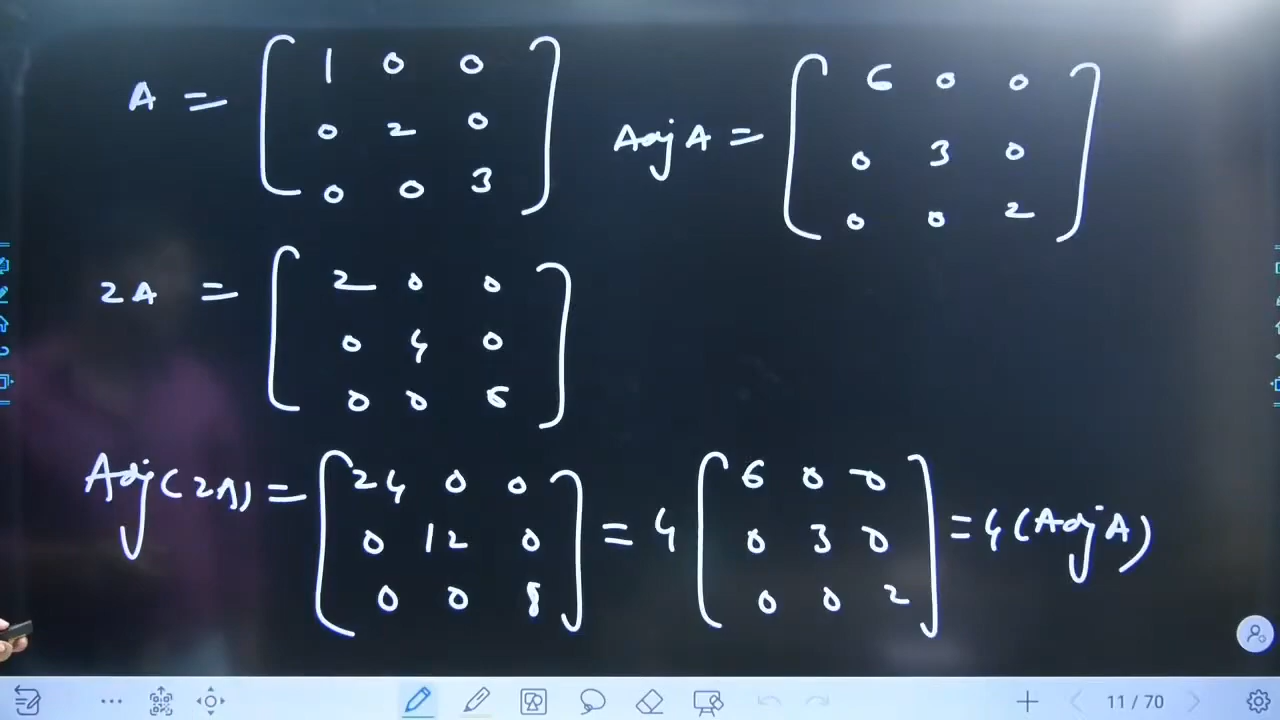 A = [ 1 0 0
0 2 0
0 0 3 ]
Adj A = [ 6 0 0
0 3 0
0 0 2 ]
2A = [ 2 0 0
0 4 0
0 0 6 ]
Adj(2A) = [ 24 0 0
0 12 0
0 0 8 ] = 4 [ 6 0 0
0 3 0
0 0 2 ] = 4(Adj A)
11 / 70